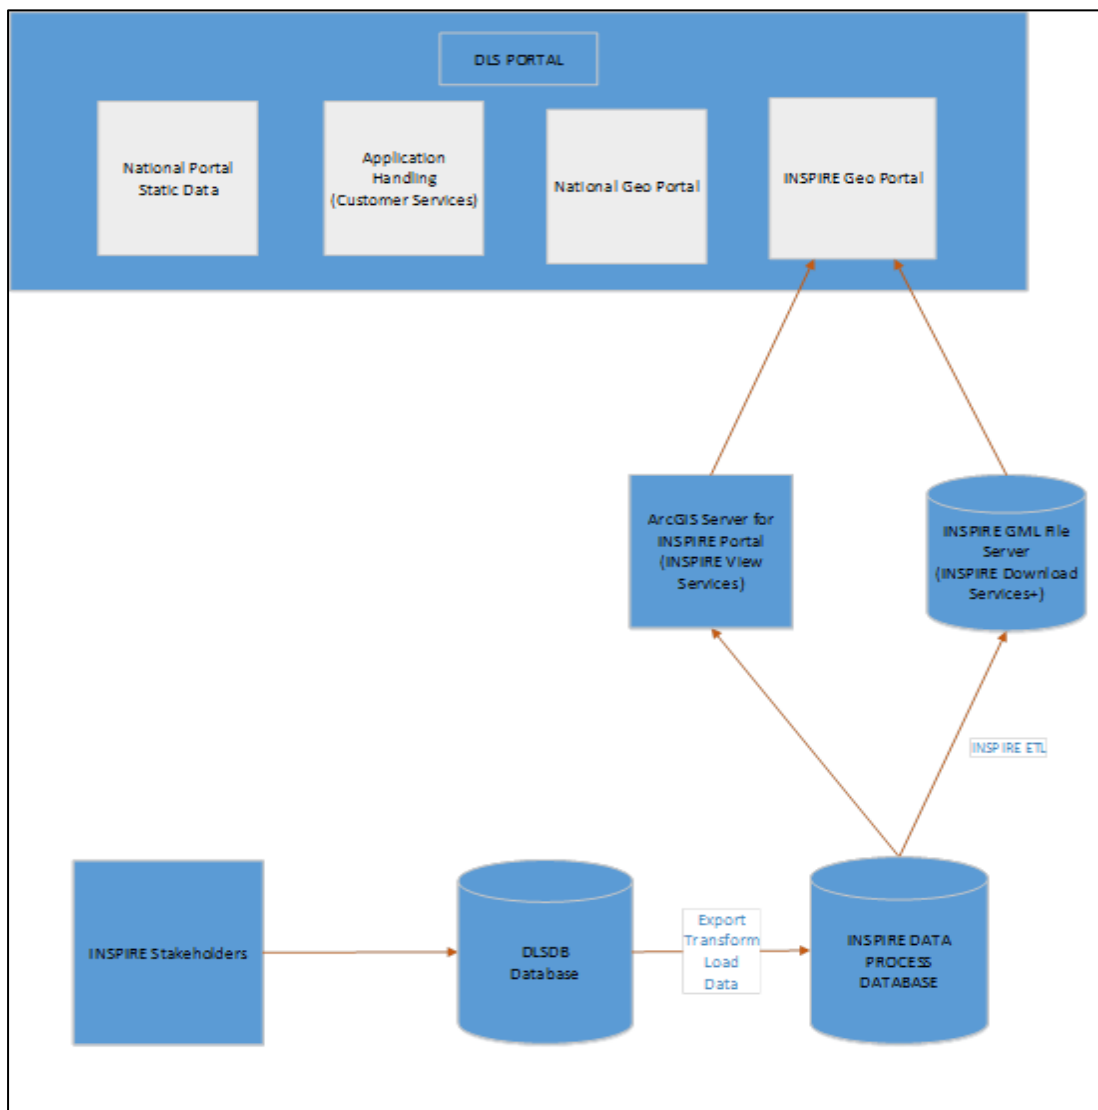 DLS PORTAL
National Portal
Static Data
Application
Handling
(Customer Services)
National Geo Portal
INSPIRE Geo Portal
ArcGIS Server for
INSPIRE Portal
(INSPIRE View
Services)
INSPIRE GML File
Server
(INSPIRE Download
Services+)
INSPIRE ETL
INSPIRE Stakeholders
DLSDB
Database
Export
Transform
Load
Data
INSPIRE DATA
PROCESS
DATABASE